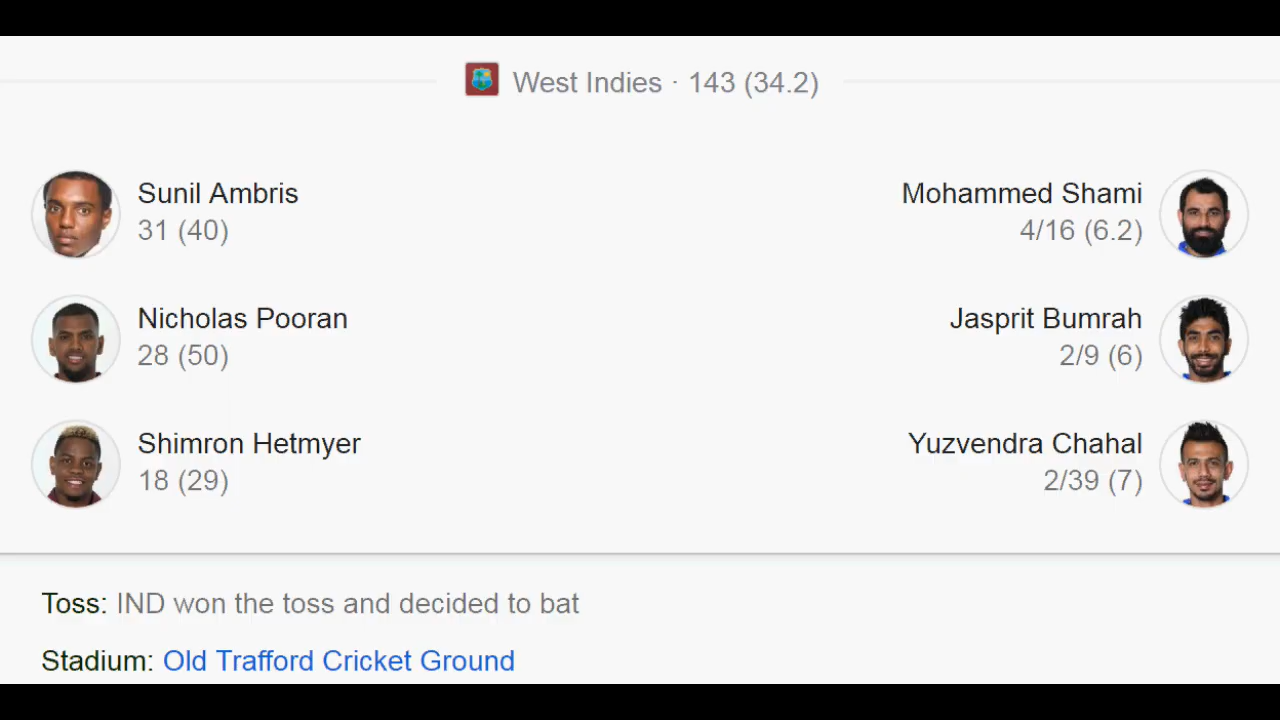 West Indies · 143 (34.2)
Sunil Ambris
31 (40)
Mohammed Shami
4/16 (6.2)
Nicholas Pooran
28 (50)
Jasprit Bumrah
2/9 (6)
Shimron Hetmyer
18 (29)
Yuzvendra Chahal
2/39 (7)
Toss: IND won the toss and decided to bat
Stadium: Old Trafford Cricket Ground